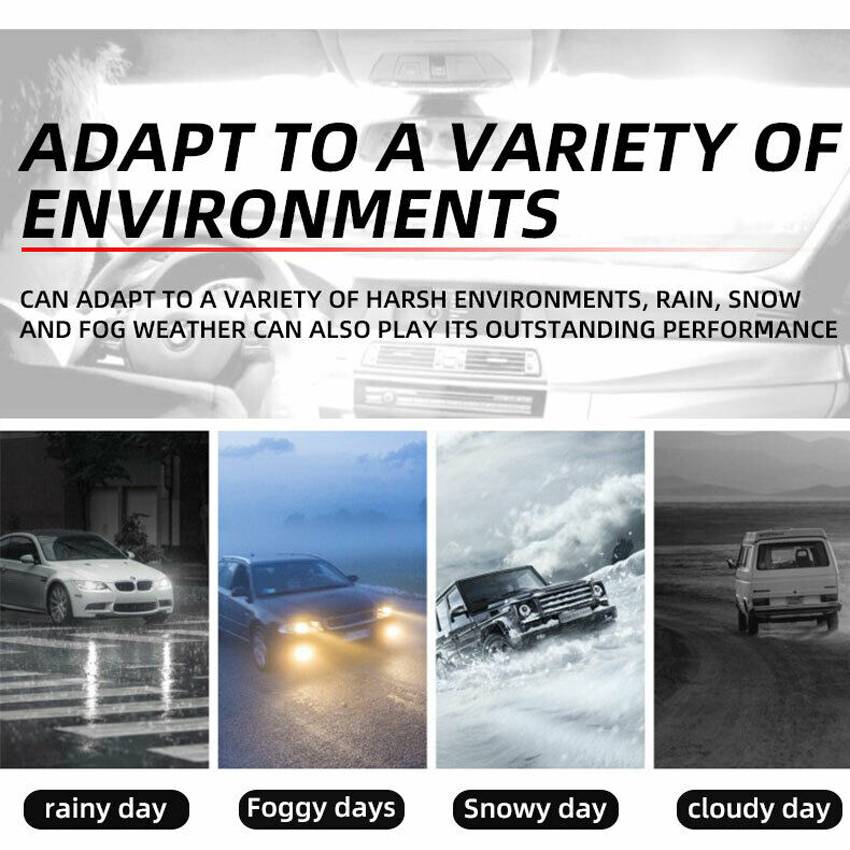 ADAPT TO A VARIETY OF
ENVIRONMENTS
CAN ADAPT TO A VARIETY OF HARSH ENVIRONMENTS, RAIN, SNOW
AND FOG WEATHER CAN ALSO PLAY ITS OUTSTANDING PERFORMANCE
rainy day
Foggy days
Snowy day
cloudy day